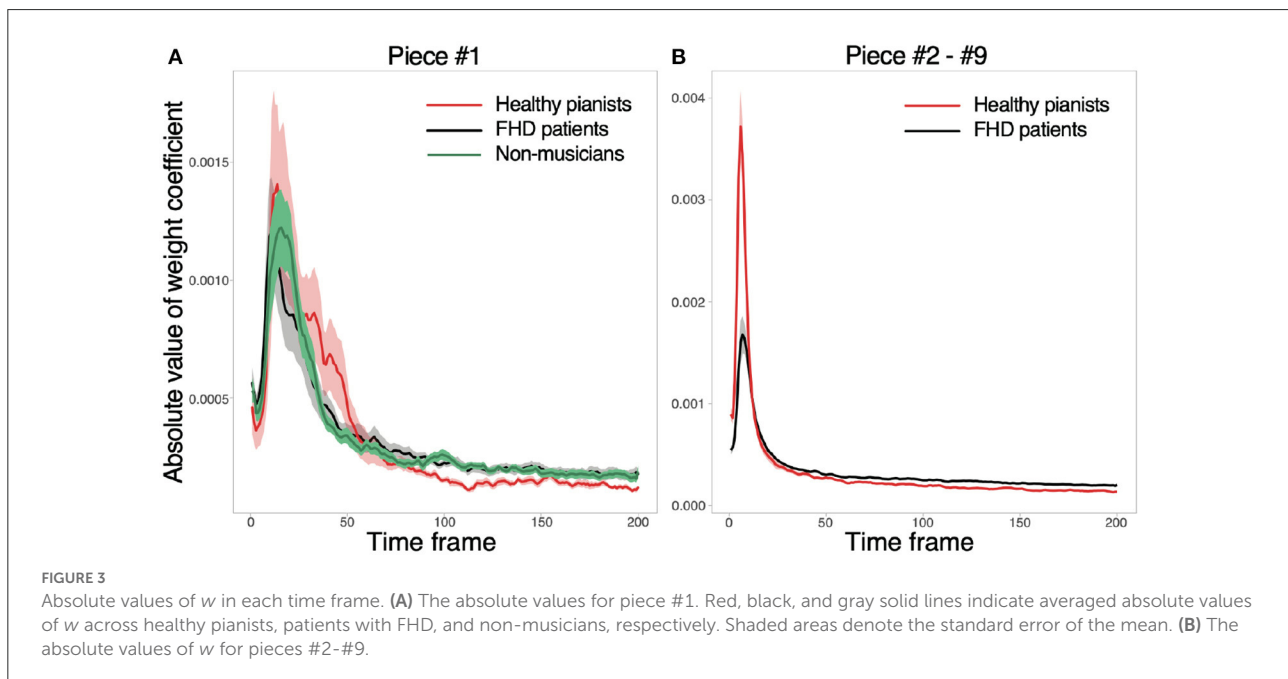 A
Piece #1
B
Piece #2 - #9
Absolute value of weight coefficient
0.0015
0.0010
0.0005
Healthy pianists
FHD patients
Non-musicians
0
50
100
150
200
Time frame
0.004
0.003
0.002
0.001
0.000
Healthy pianists
FHD patients
0
50
100
150
200
Time frame
FIGURE 3
Absolute values of w in each time frame. (A) The absolute values for piece #1. Red, black, and gray solid lines indicate averaged absolute values
of w across healthy pianists, patients with FHD, and non-musicians, respectively. Shaded areas denote the standard error of the mean. (B) The
absolute values of w for pieces #2-#9.